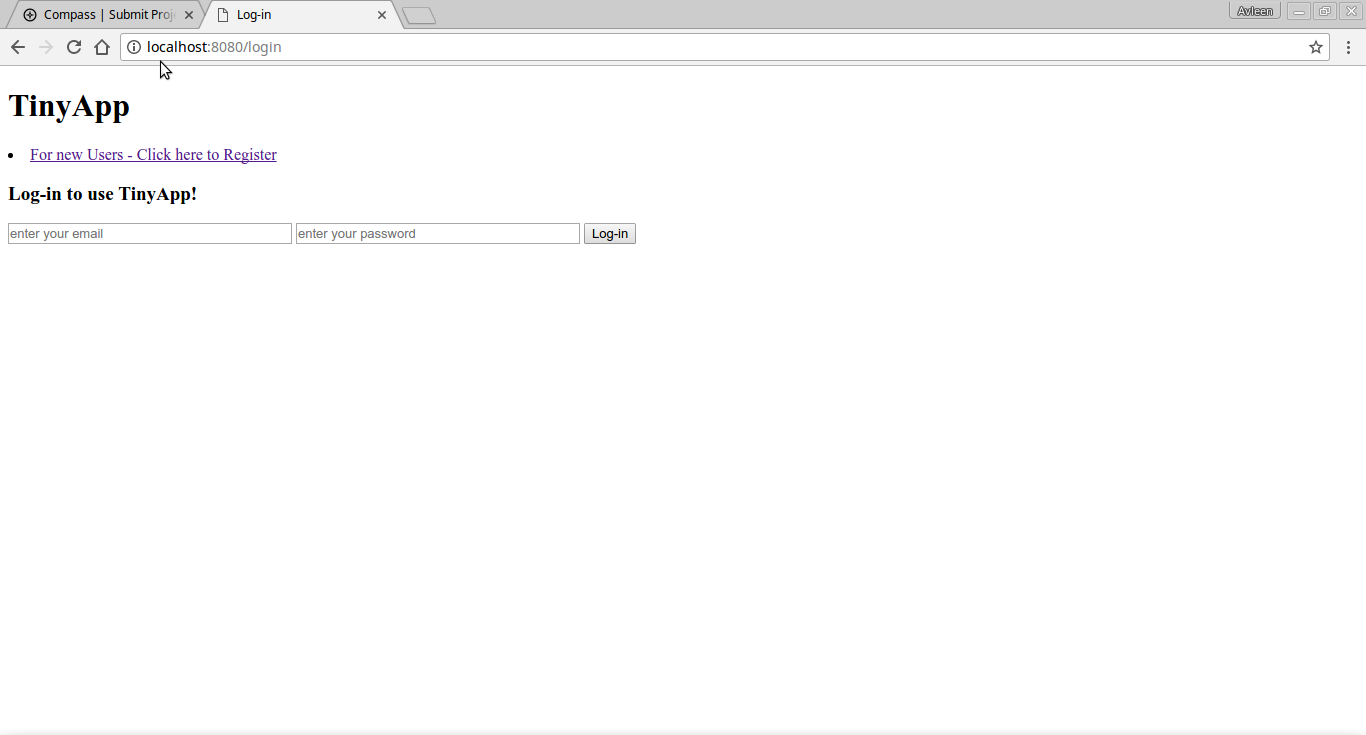 Compass | Submit Proj
Log-in
Avleen
localhost:8080/login
TinyApp
For new Users - Click here to Register
Log-in to use TinyApp!
enter your email
enter your password
Log-in